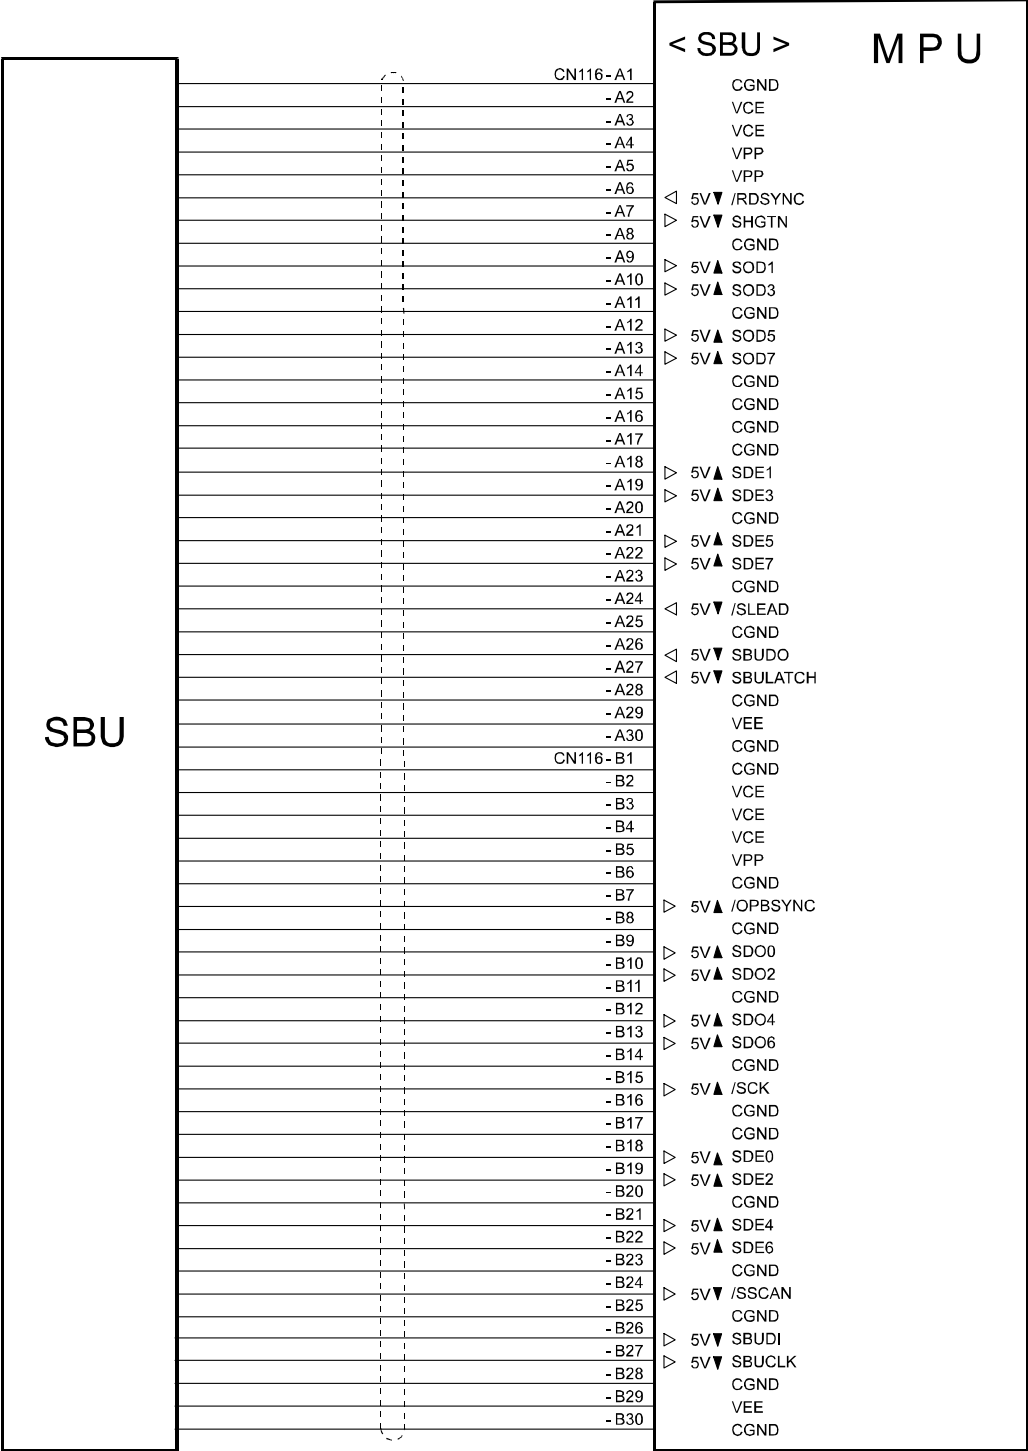 < SBU > M P U
SBU
CN116-A1 CGND
-A2 VCE
-A3 VCE
-A4 VPP
-A5 VPP
-A6 5V /RDSYNC
-A7 5V SHGTN
-A8 CGND
-A9 5V SOD1
-A10 5V SOD3
-A11 CGND
-A12 5V SOD5
-A13 5V SOD7
-A14 CGND
-A15 CGND
-A16 CGND
-A17 CGND
-A18 5V SDE1
-A19 5V SDE3
-A20 CGND
-A21 5V SDE5
-A22 5V SDE7
-A23 CGND
-A24 5V /SLEAD
-A25 CGND
-A26 5V SBUDO
-A27 5V SBULATCH
-A28 CGND
-A29 VEE
-A30 CGND
CN116-B1 CGND
-B2 VCE
-B3 VCE
-B4 VCE
-B5 VPP
-B6 CGND
-B7 5V /OPBSYNC
-B8 CGND
-B9 5V SDO0
-B10 5V SDO2
-B11 CGND
-B12 5V SDO4
-B13 5V SDO6
-B14 CGND
-B15 5V /SCK
-B16 CGND
-B17 CGND
-B18 5V SDE0
-B19 5V SDE2
-B20 CGND
-B21 5V SDE4
-B22 5V SDE6
-B23 CGND
-B24 5V /SSCAN
-B25 CGND
-B26 5V SBUDI
-B27 5V SBUCLK
-B28 CGND
-B29 VEE
-B30 CGND